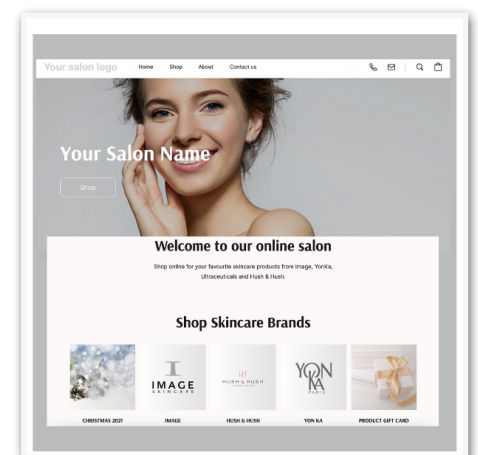 Your salon logo Home Shop About Contact us
Your Salon Name
Shop
Welcome to our online salon
Shop online for your favourite skincare products from Image, YonKa,
Ultraceuticals and Hush & Hush.
Shop Skincare Brands
I
IMAGE
SKINCARE
HH
HUSH & HUSH
YON
KA
PARIS
CHRISTMAS 2021 IMAGE HUSH & HUSH YON KA PRODUCT GIFT CARD